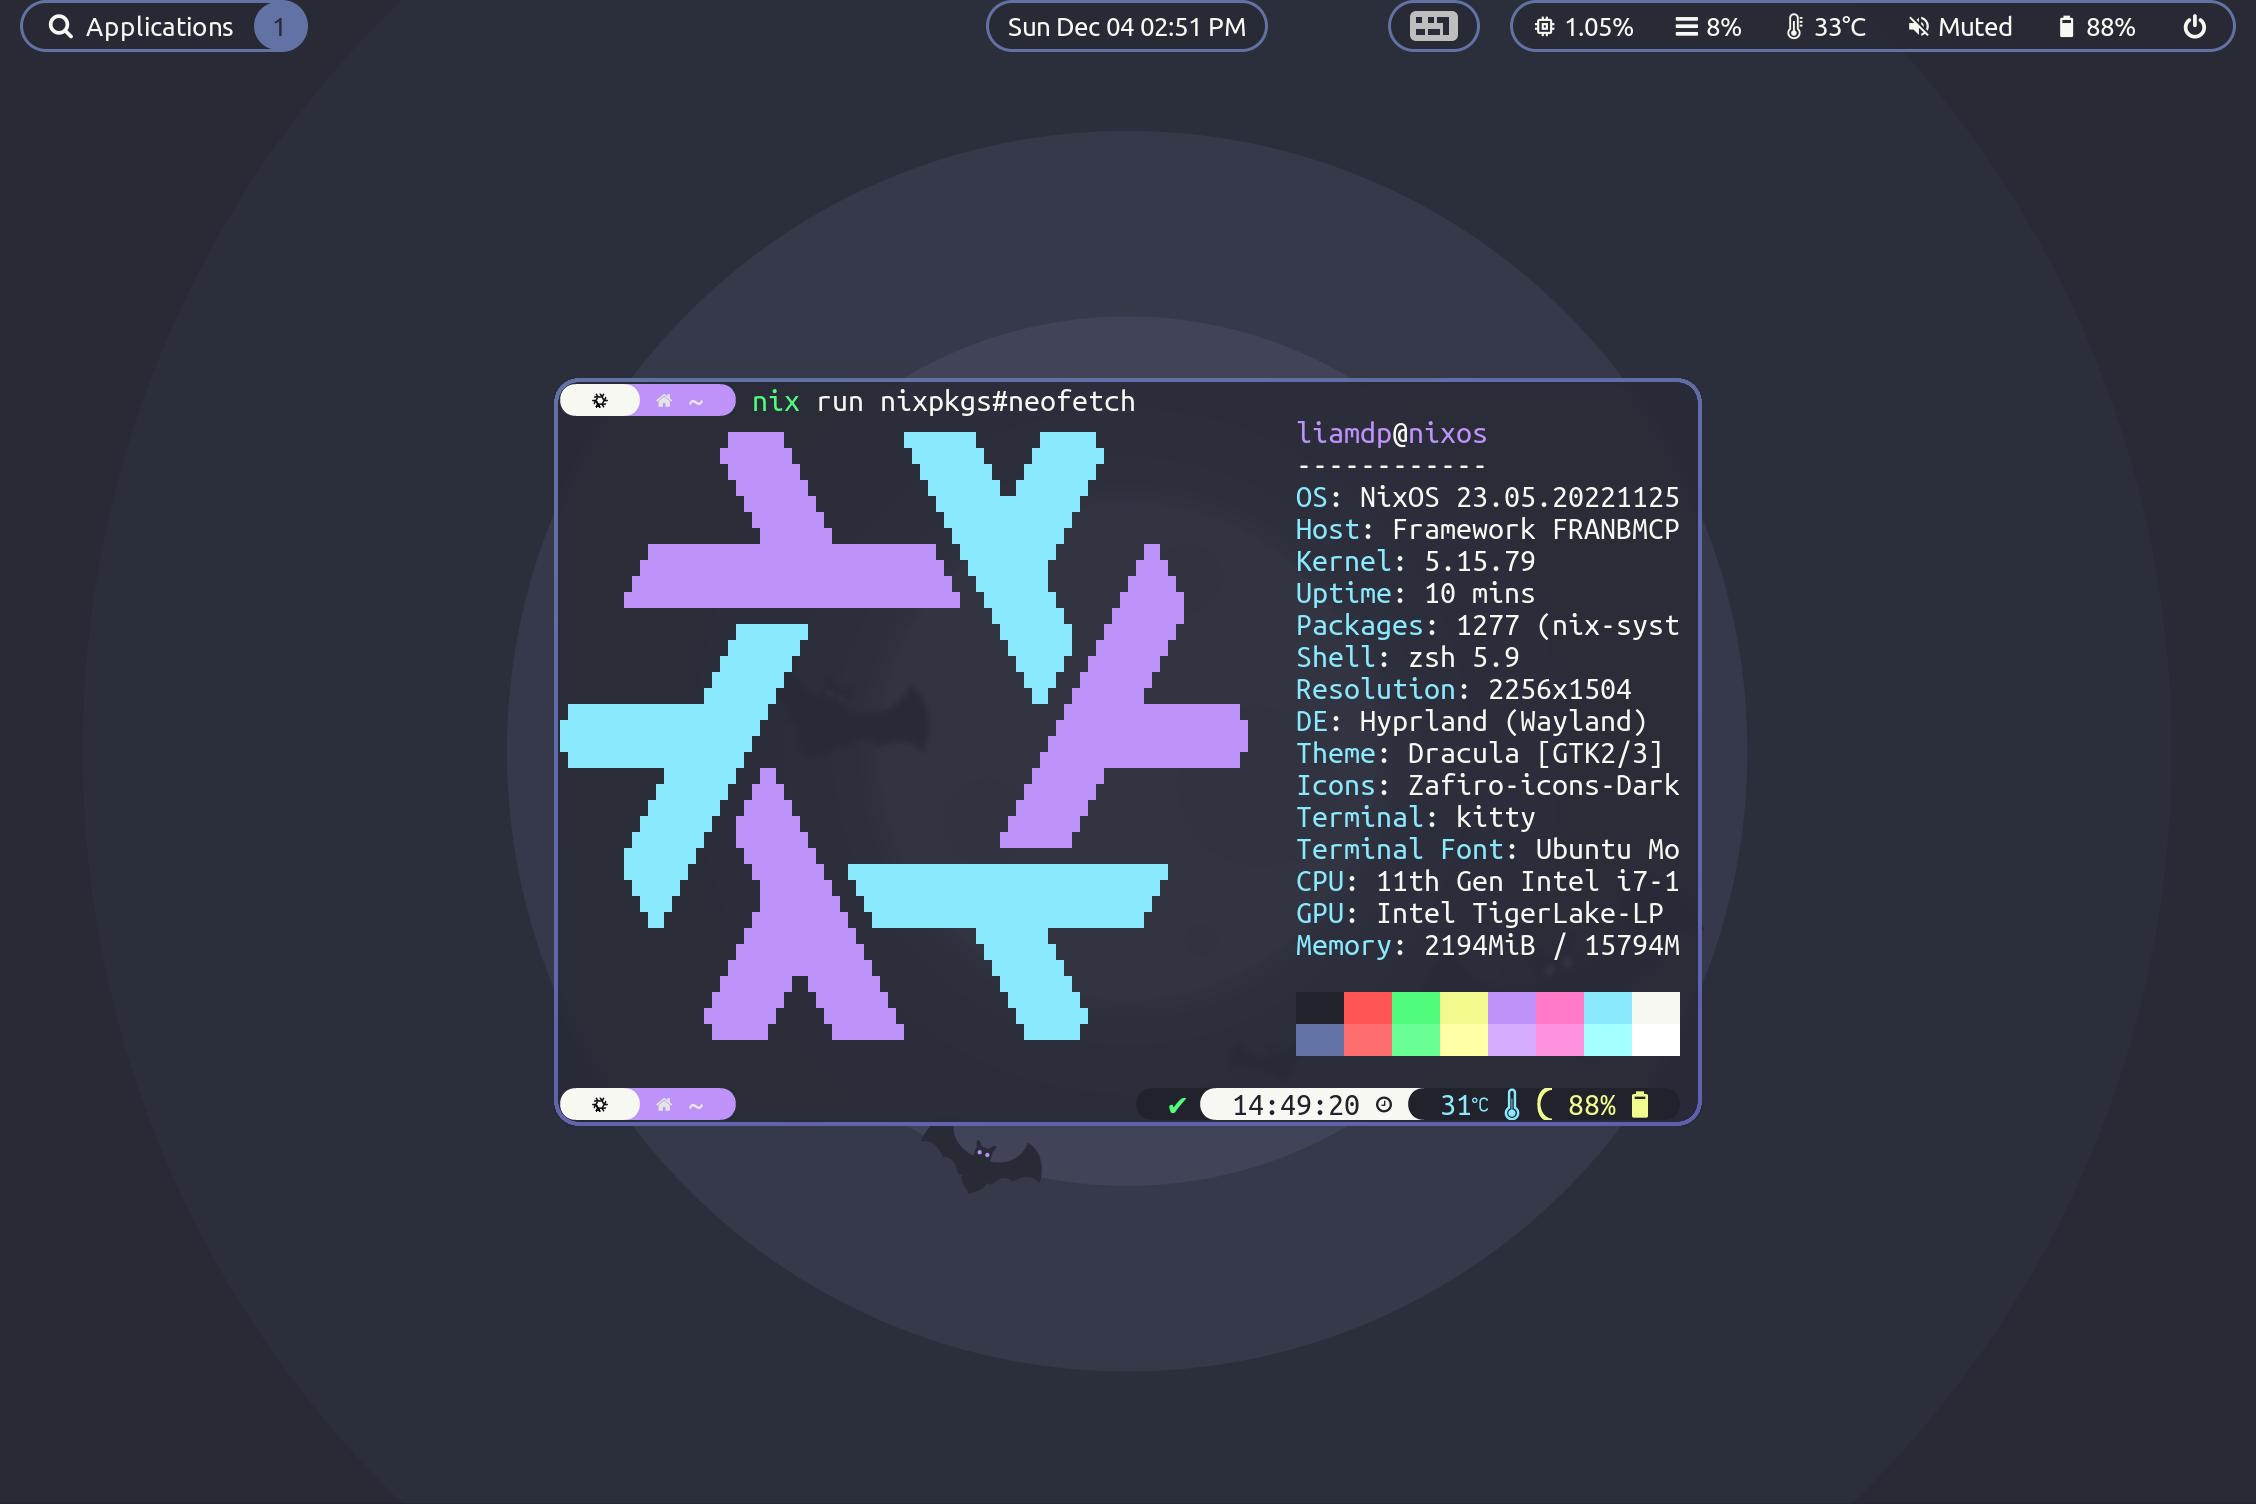 Applications 1
Sun Dec 04 02:51 PM
1.05% 8% 33°C Muted 88%
~ nix run nixpkgs#neofetch
liamdp@nixos
------------
OS: NixOS 23.05.20221125
Host: Framework FRANBMCP
Kernel: 5.15.79
Uptime: 10 mins
Packages: 1277 (nix-syst
Shell: zsh 5.9
Resolution: 2256x1504
DE: Hyprland (Wayland)
Theme: Dracula [GTK2/3]
Icons: Zafiro-icons-Dark
Terminal: kitty
Terminal Font: Ubuntu Mo
CPU: 11th Gen Intel i7-1
GPU: Intel TigerLake-LP
Memory: 2194MiB / 15794M
~ ✔ 14:49:20 31°C 88%